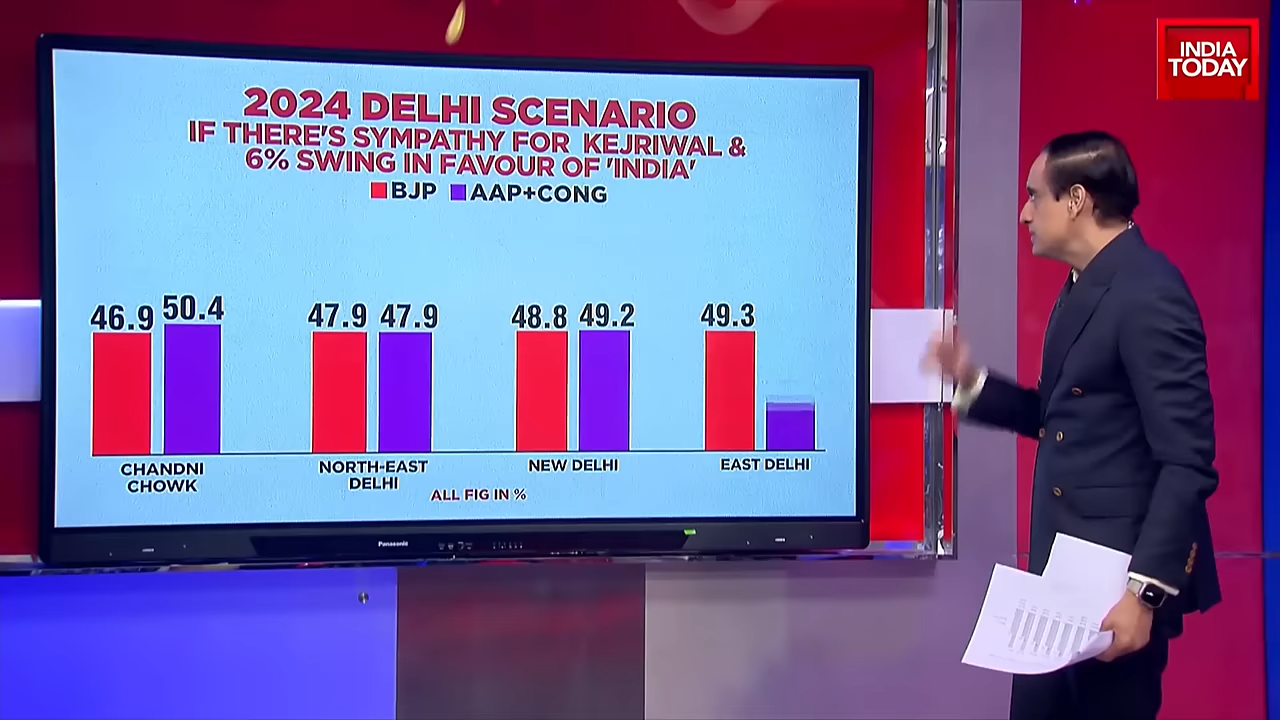 INDIA
TODAY
2024 DELHI SCENARIO
IF THERE'S SYMPATHY FOR KEJRIWAL &
6% SWING IN FAVOUR OF 'INDIA'
BJP AAP+CONG
46.9 50.4 47.9 47.9 48.8 49.2 49.3
CHANDNI
CHOWK
NORTH-EAST
DELHI
NEW DELHI
EAST DELHI
ALL FIG IN %
Panasonic